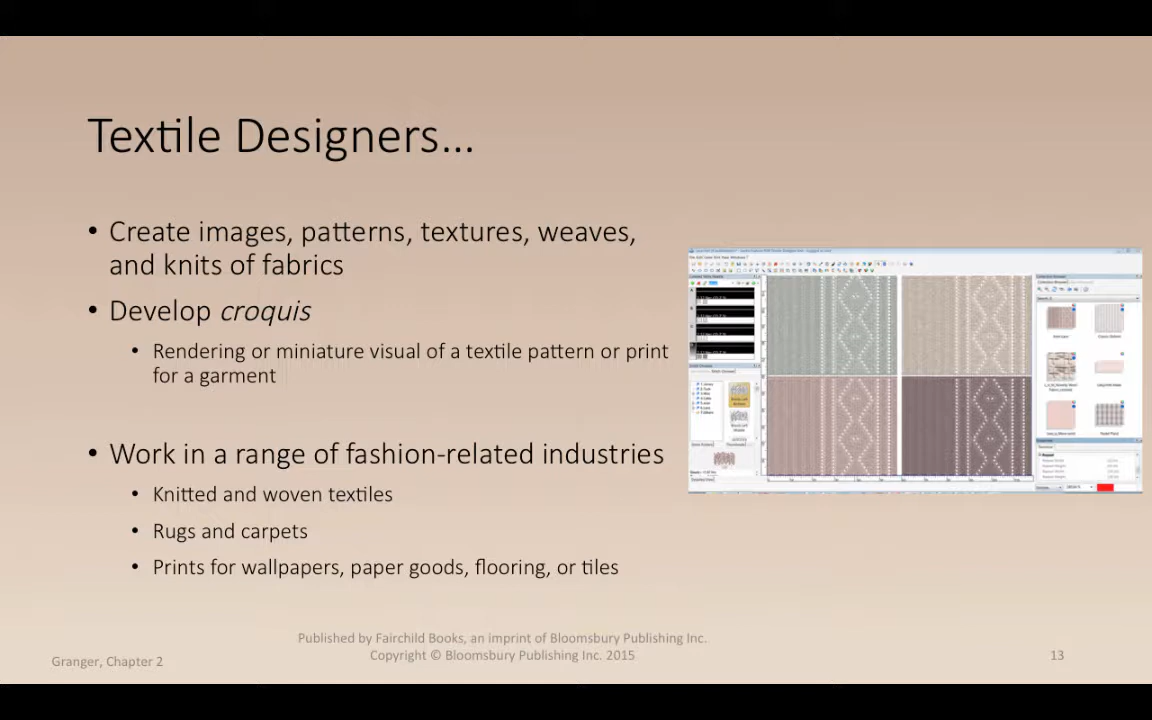 Textile Designers...
• Create images, patterns, textures, weaves,
and knits of fabrics
• Develop croquis
• Rendering or miniature visual of a textile pattern or print
for a garment
• Work in a range of fashion-related industries
• Knitted and woven textiles
• Rugs and carpets
• Prints for wallpapers, paper goods, flooring, or tiles
Published by Fairchild Books, an imprint of Bloomsbury Publishing Inc.
Copyright © Bloomsbury Publishing Inc. 2015
Granger, Chapter 2
13